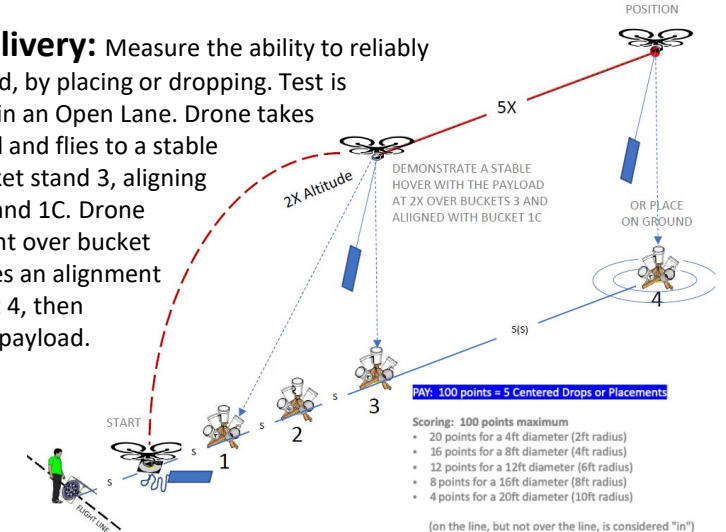 livery: Measure the ability to reliably
d, by placing or dropping. Test is
in an Open Lane. Drone takes
l and flies to a stable
ket stand 3, aligning
and 1C. Drone
nt over bucket
es an alignment
t 4, then
payload.
POSITION
5X
2X Altitude
DEMONSTRATE A STABLE
HOVER WITH THE PAYLOAD
AT 2X OVER BUCKETS 3 AND
ALIIGNED WITH BUCKET 1C
OR PLACE
ON GROUND
4
5(S)
3
S
2
S
1
S
START
S
FLIGHT LINE
PAY: 100 points = 5 Centered Drops or Placements
Scoring: 100 points maximum
• 20 points for a 4ft diameter (2ft radius)
• 16 points for a 8ft diameter (4ft radius)
• 12 points for a 12ft diameter (6ft radius)
• 8 points for a 16ft diameter (8ft radius)
• 4 points for a 20ft diameter (10ft radius)
(on the line, but not over the line, is considered "in")